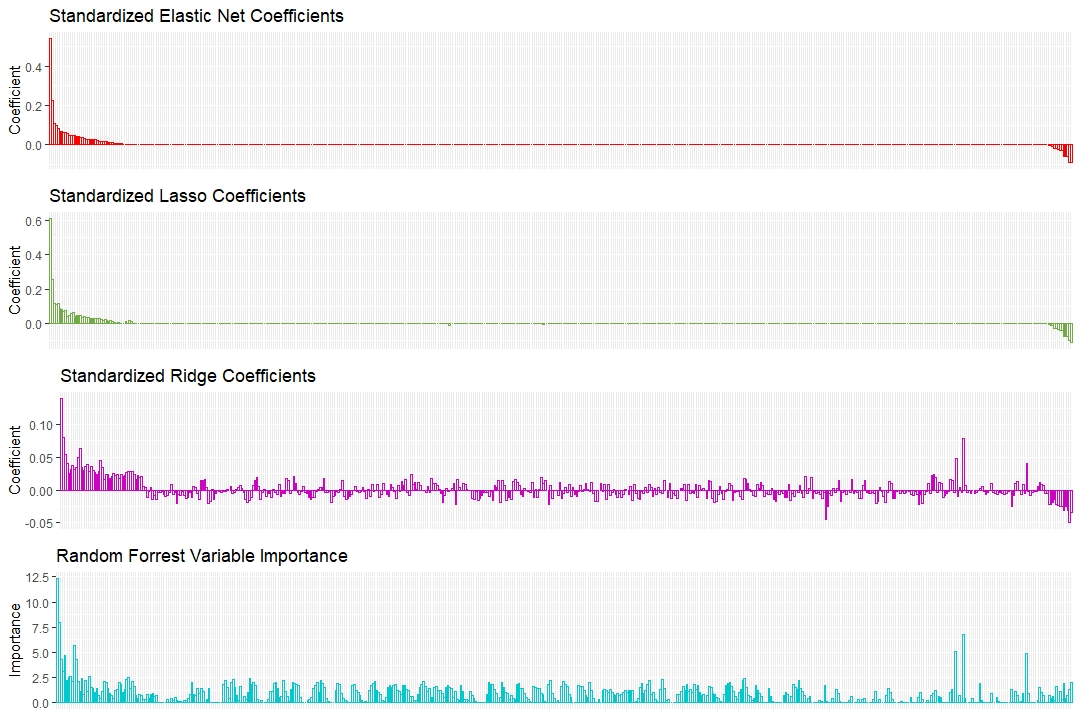 Standardized Elastic Net Coefficients
Coefficient
0.4
0.2
0.0
Standardized Lasso Coefficients
Coefficient
0.6
0.4
0.2
0.0
Standardized Ridge Coefficients
Coefficient
0.10
0.05
0.00
-0.05
Random Forrest Variable Importance
Importance
12.5
10.0
7.5
5.0
2.5
0.0